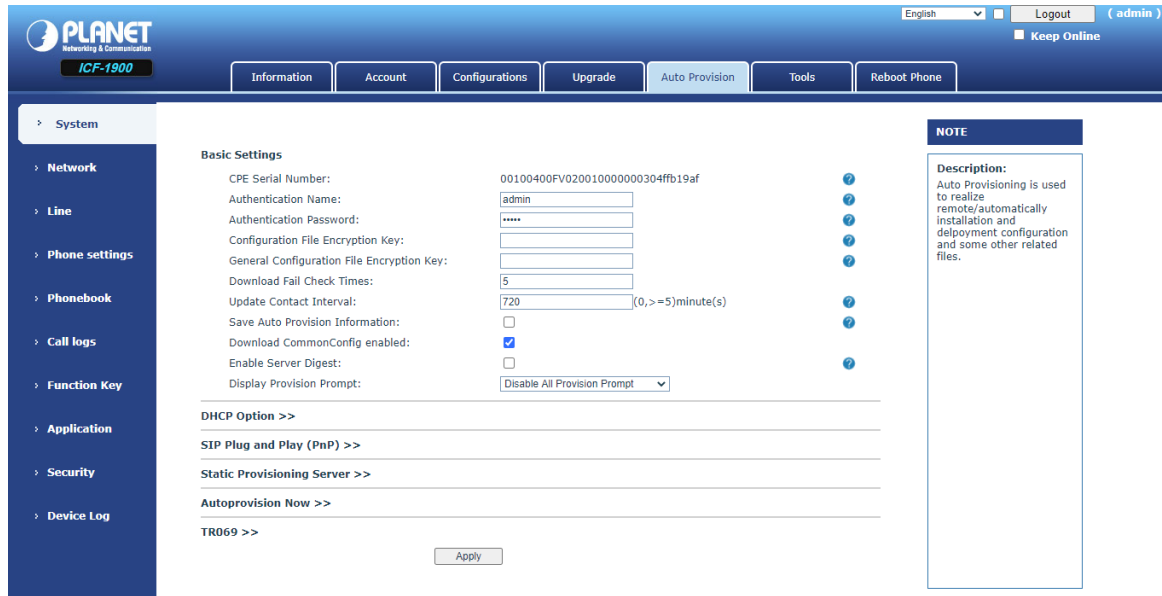 English Logout ( admin )
PLANET
Networking & Communication
Keep Online
ICF-1900
Information Account Configurations Upgrade Auto Provision Tools Reboot Phone
› System
› Network
› Line
› Phone settings
› Phonebook
› Call logs
› Function Key
› Application
› Security
› Device Log
Basic Settings
CPE Serial Number: 00100400FV020010000000304ffb19af
Authentication Name: admin
Authentication Password: •••••
Configuration File Encryption Key:
General Configuration File Encryption Key:
Download Fail Check Times: 5
Update Contact Interval: 720 (0,>=5)minute(s)
Save Auto Provision Information:
Download CommonConfig enabled:
Enable Server Digest:
Display Provision Prompt: Disable All Provision Prompt
DHCP Option >>
SIP Plug and Play (PnP) >>
Static Provisioning Server >>
Autoprovision Now >>
TR069 >>
Apply
NOTE
Description:
Auto Provisioning is used
to realize
remote/automatically
installation and
delpoyment configuration
and some other related
files.